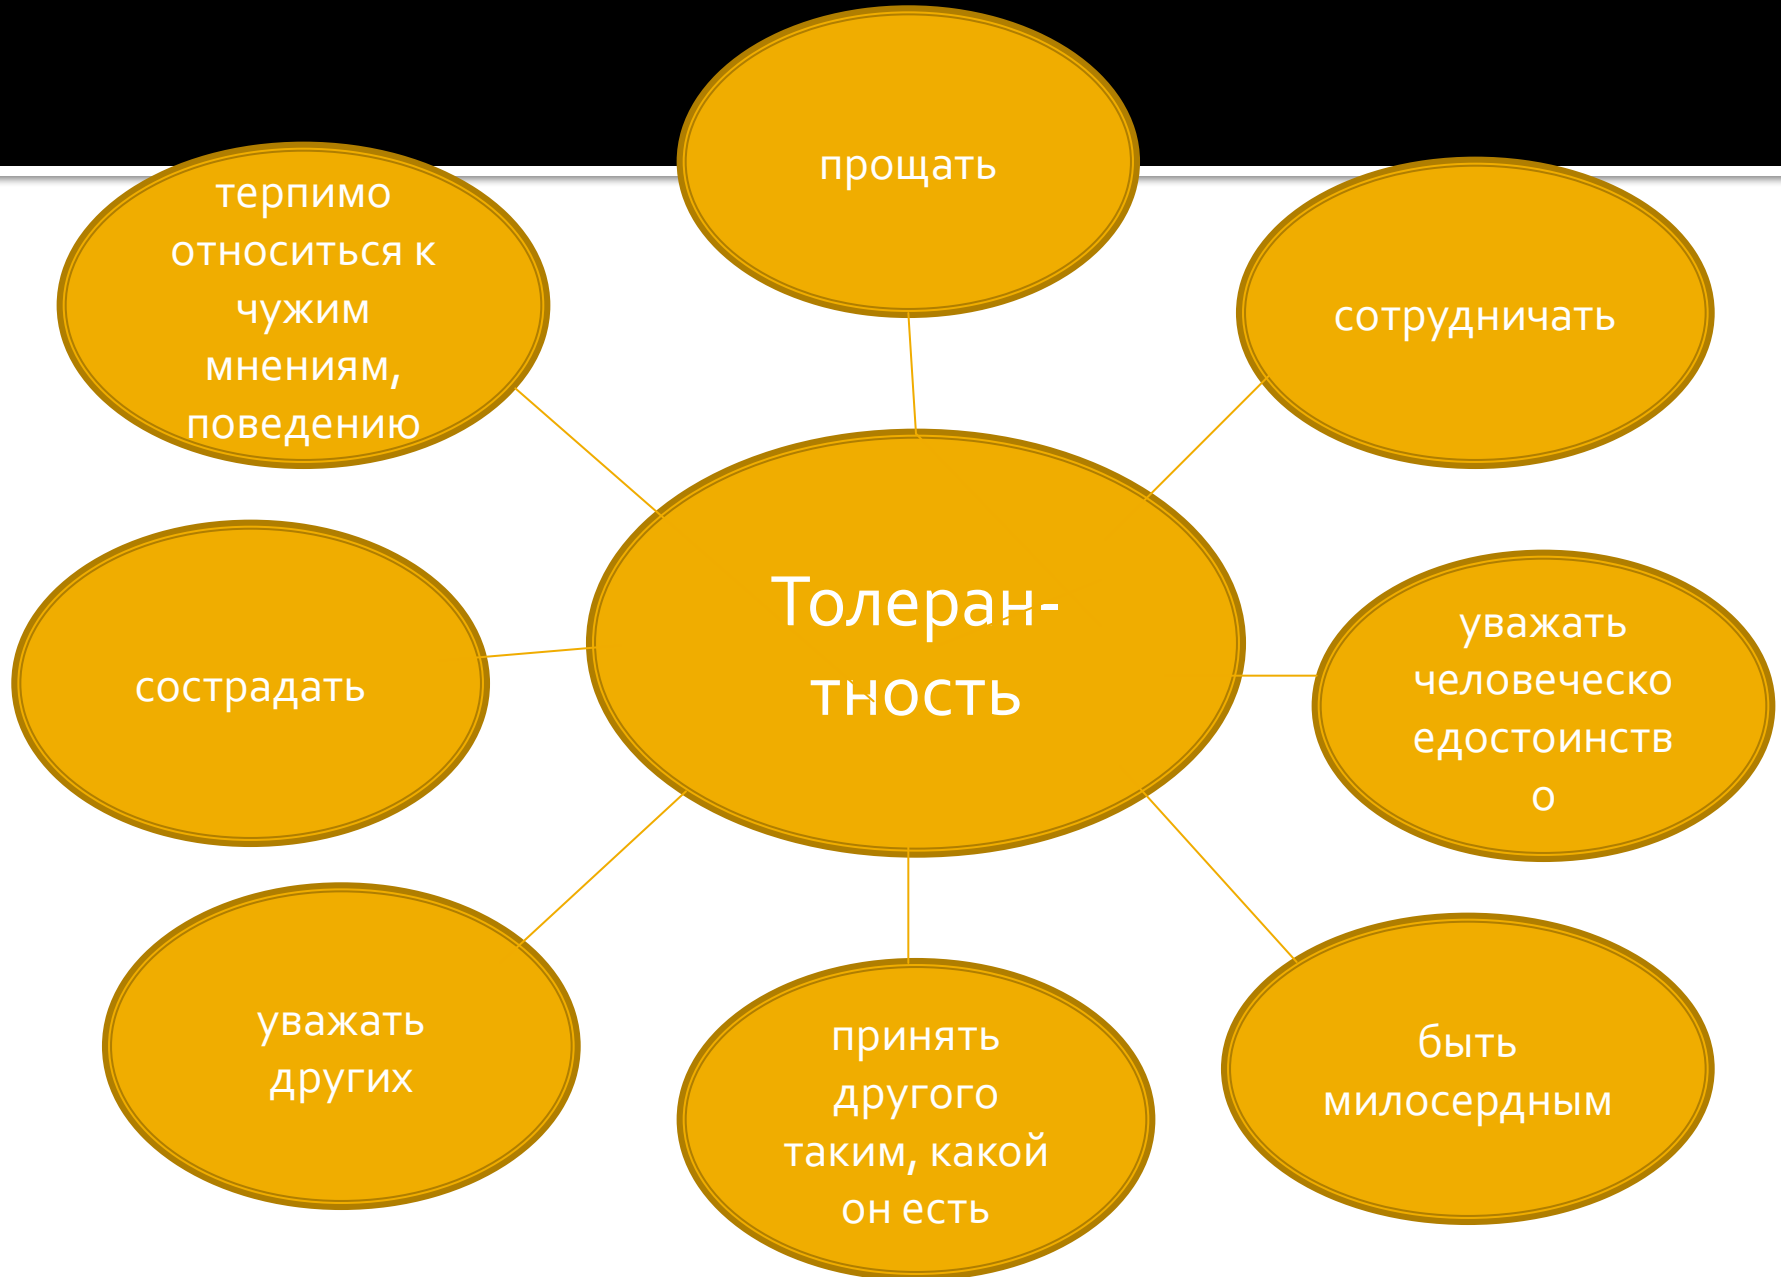 прощать
терпимо
относиться к
чужим
мнениям,
поведению
сотрудничать
Толеран-
тность
уважать
человеческо
едостоинств
о
сострадать
уважать
других
принять
другого
таким, какой
он есть
быть
милосердным